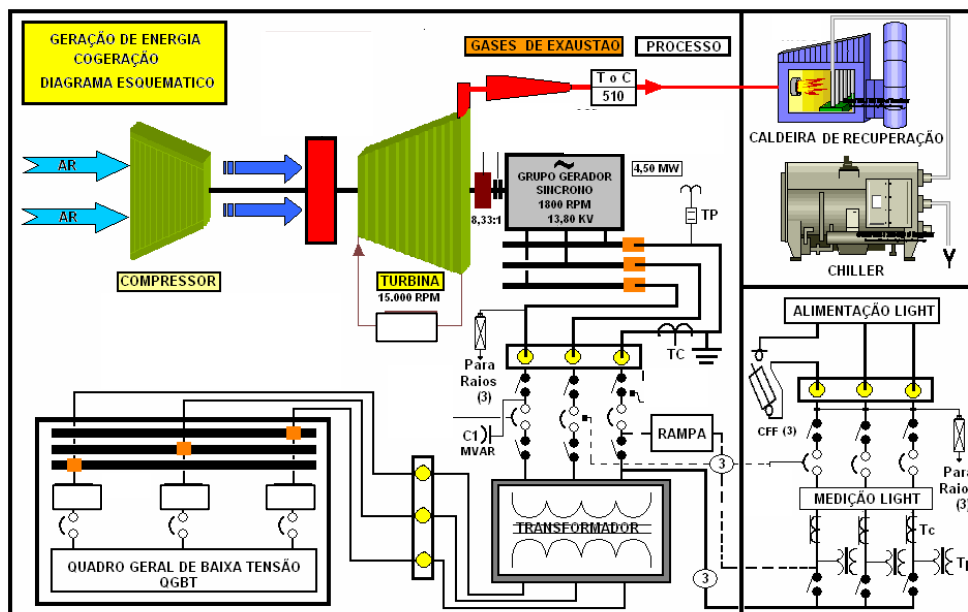 GERAÇÃO DE ENERGIA
COGERAÇÃO
DIAGRAMA ESQUEMATICO
GASES DE EXAUSTAO
PROCESSO
T o C
510
CALDEIRA DE RECUPERAÇÃO
AR
AR
~
GRUPO GERADOR
SINCRONO
1800 RPM
13,80 KV
4,50 MW
8,33:1
TP
COMPRESSOR
TURBINA
15.000 RPM
CHILLER
TC
Para
Raios
(3)
C1
MVAR
RAMPA
3
TRANSFORMADOR
3
QUADRO GERAL DE BAIXA TENSÃO
QGBT
ALIMENTAÇÃO LIGHT
CFF (3)
Para
Raios
(3)
MEDIÇÃO LIGHT
Tc